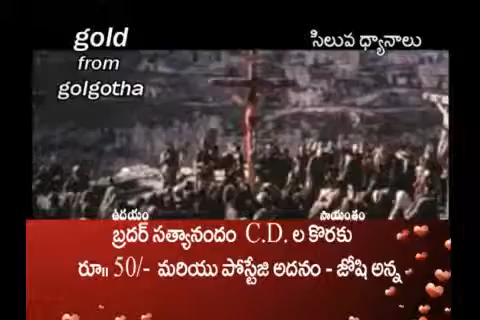 gold
from
golgotha
సిలువ ధ్యానాలు
ఉదయం
సాయంత్రం
బ్రదర్ సత్యానందం C.D. ల కొరకు
రూ॥ 50/- మరియు పోస్టేజి అదనం - జోషి అన్న